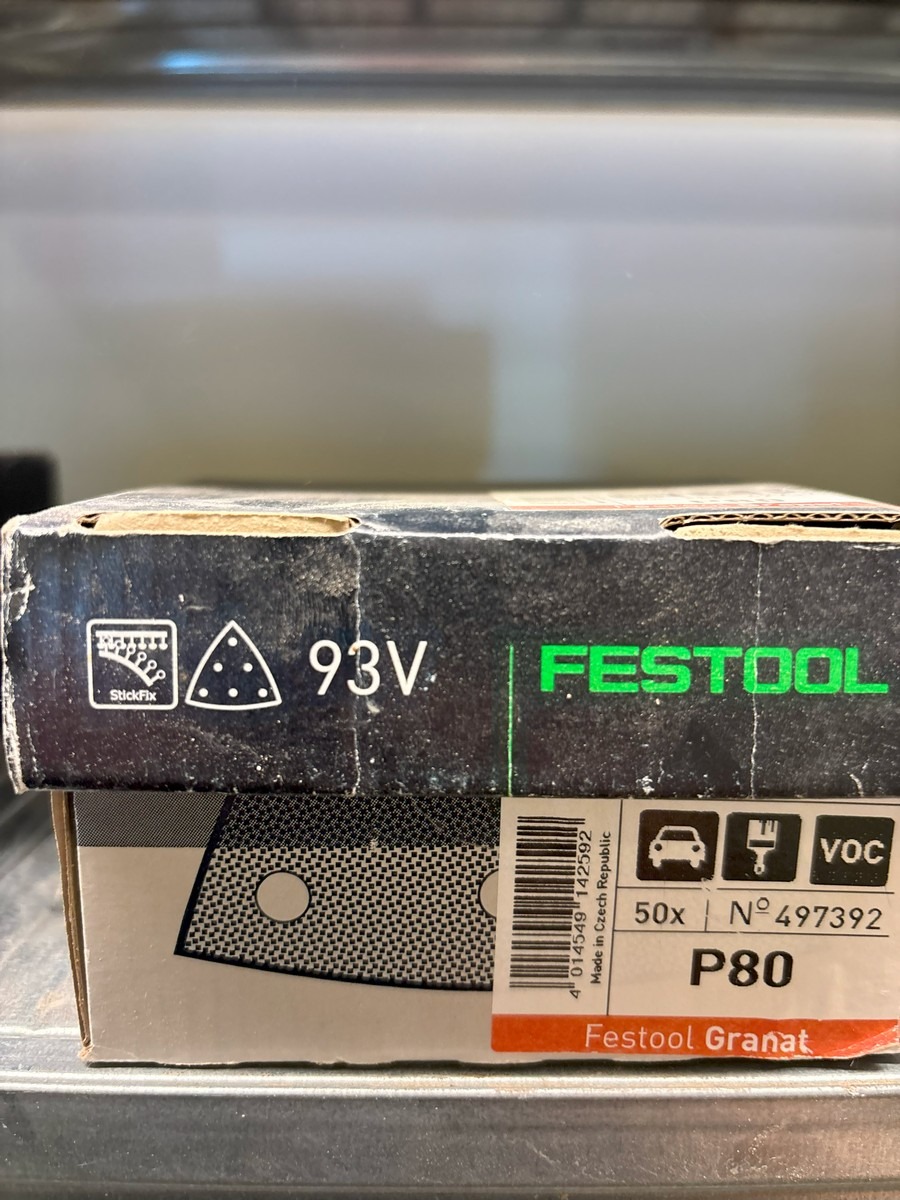 StickFix
93V
FESTOOL
4 014549 142592
Made in Czech Republic
VOC
50x
Nº 497392
P80
Festool Granat